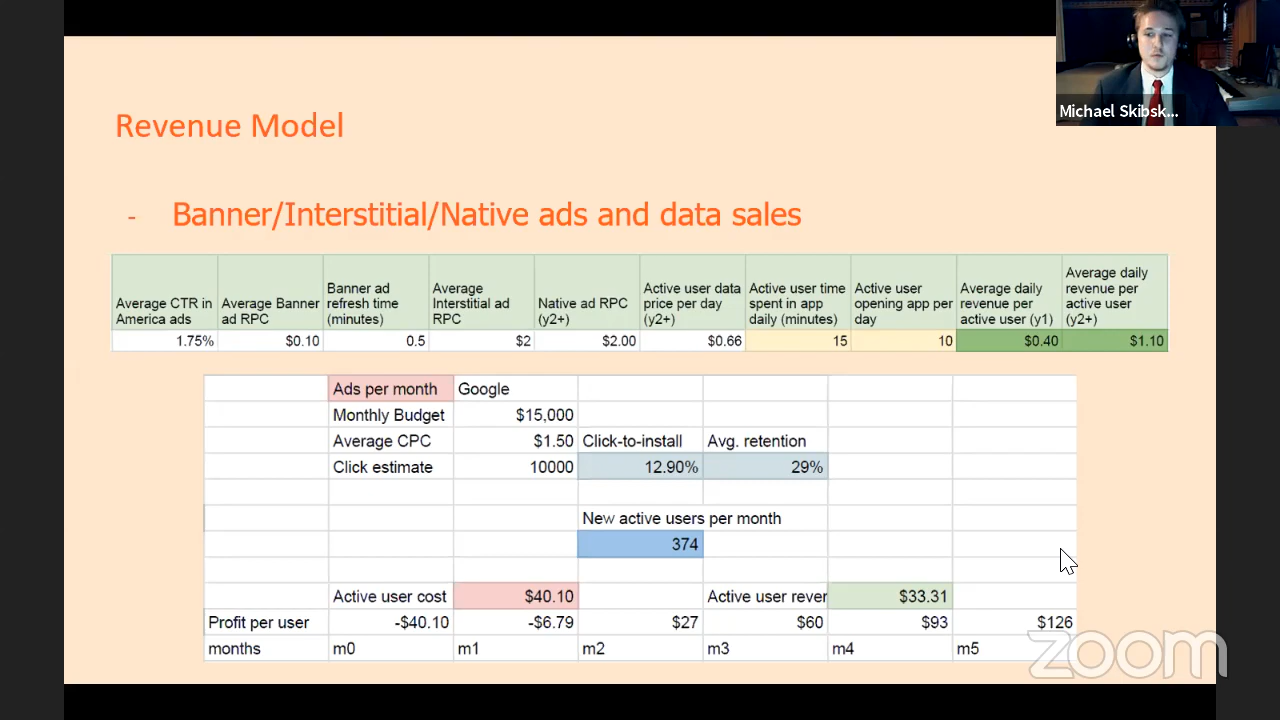 Michael Skibsk...
Revenue Model
- Banner/Interstitial/Native ads and data sales
Average CTR in America ads
Average Banner ad RPC
Banner ad refresh time (minutes)
Average Interstitial ad RPC
Native ad RPC (y2+)
Active user data price per day (y2+)
Active user time spent in app daily (minutes)
Active user opening app per day
Average daily revenue per active user (y1)
Average daily revenue per active user (y2+)
1.75% $0.10 0.5 $2 $2.00 $0.66 15 10 $0.40 $1.10
Ads per month Google
Monthly Budget $15,000
Average CPC $1.50 Click-to-install Avg. retention
Click estimate 10000 12.90% 29%
New active users per month
374
Active user cost $40.10 Active user rever $33.31
Profit per user -$40.10 -$6.79 $27 $60 $93 $126
months m0 m1 m2 m3 m4 m5
zoom